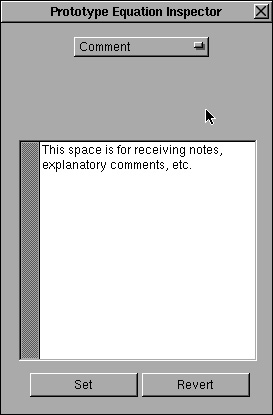 Prototype Equation Inspector
Comment
This space is for receiving notes,
explanatory comments, etc.
Set
Revert